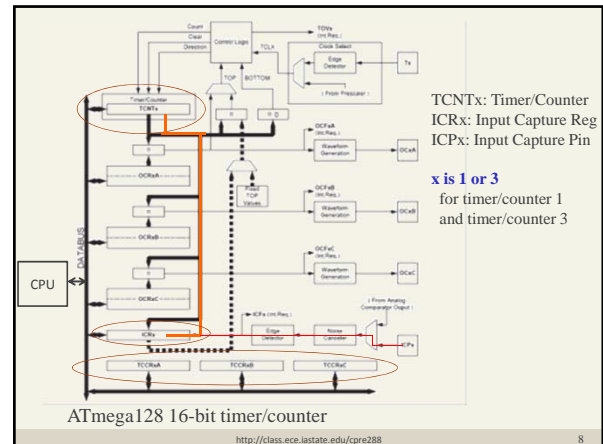 Count
Clear
Direction
Control Logic
TOVx
(Int.Req.)
TCLK
Clock Select
Edge
Detector
Tx
( From Prescaler )
TOP
BOTTOM
Timer/Counter
TCNTx
=
= 0
OCFxA
(Int.Req.)
=
Waveform
Generation
OCxA
OCRxA
Fixed
TOP
Values
OCFxB
(Int.Req.)
=
Waveform
Generation
OCxB
OCRxB
OCFxC
(Int.Req.)
=
Waveform
Generation
OCxC
OCRxC
DATABUS
CPU
( From Analog
Comparator Ouput )
ICFx (Int.Req.)
ICRx
Edge
Detector
Noise
Canceler
ICPx
TCCRxA
TCCRxB
TCCRxC
TCNTx: Timer/Counter
ICRx: Input Capture Reg
ICPx: Input Capture Pin
x is 1 or 3
for timer/counter 1
and timer/counter 3
ATmega128 16-bit timer/counter
http://class.ece.iastate.edu/cpre288
8